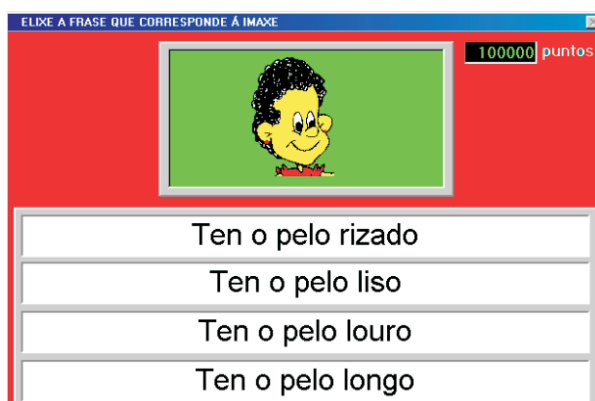 ELIXE A FRASE QUE CORRESPONDE Á IMAXE
100000 puntos
Ten o pelo rizado
Ten o pelo liso
Ten o pelo louro
Ten o pelo longo